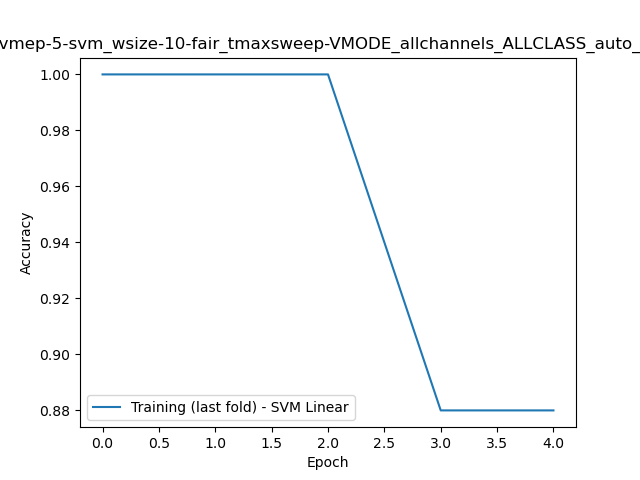 vmep-5-svm_wsize-10-fair_tmaxsweep-VMODE_allchannels_ALLCLASS_auto_
1.00
0.98
0.96
0.94
0.92
0.90
0.88
Accuracy
Training (last fold) - SVM Linear
0.0 0.5 1.0 1.5 2.0 2.5 3.0 3.5 4.0
Epoch